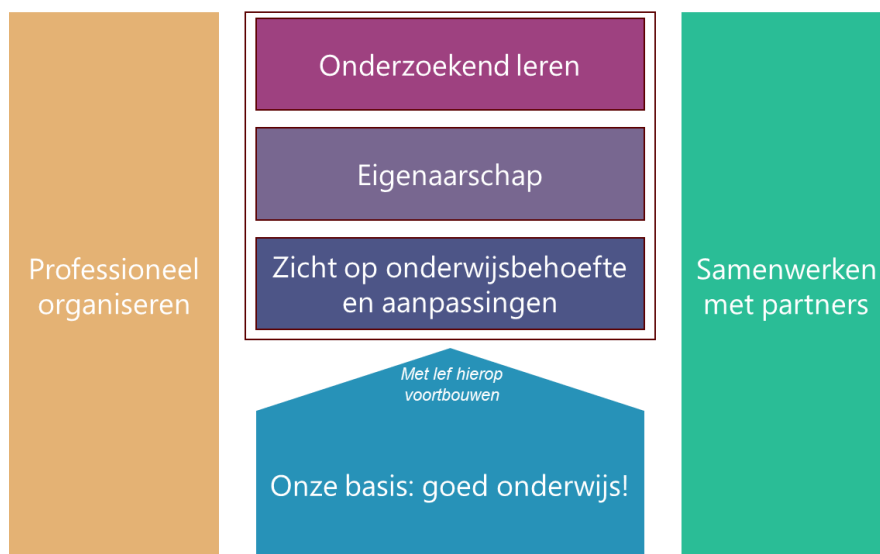 Professioneel
organiseren
Onderzoekend leren
Eigenaarschap
Zicht op onderwijsbehoefte
en aanpassingen
Met lef hierop
voortbouwen
Onze basis: goed onderwijs!
Samenwerken
met partners